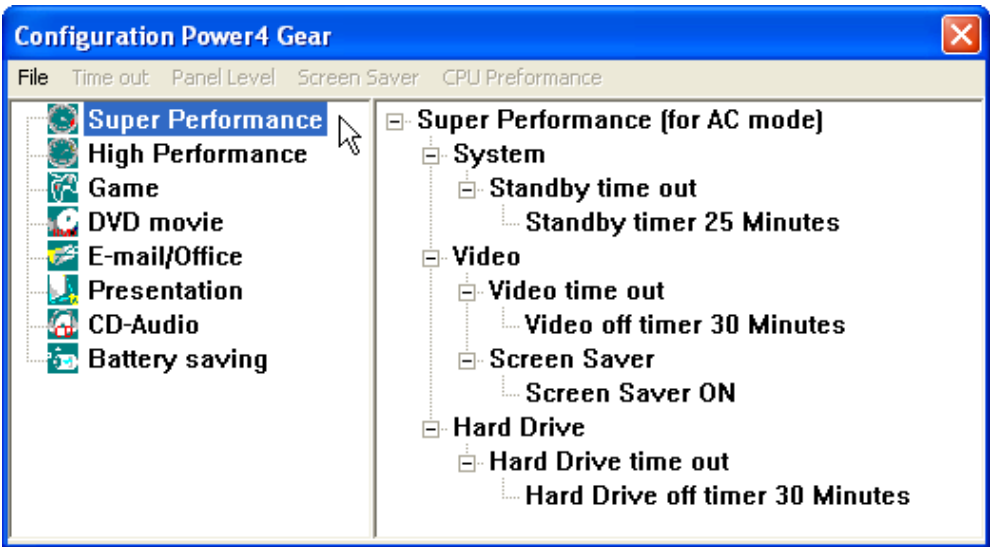 Configuration Power4 Gear
File Time out Panel Level Screen Saver CPU Preformance
Super Performance
High Performance
Game
DVD movie
E-mail/Office
Presentation
CD-Audio
Battery saving
Super Performance (for AC mode)
System
Standby time out
Standby timer 25 Minutes
Video
Video time out
Video off timer 30 Minutes
Screen Saver
Screen Saver ON
Hard Drive
Hard Drive time out
Hard Drive off timer 30 Minutes